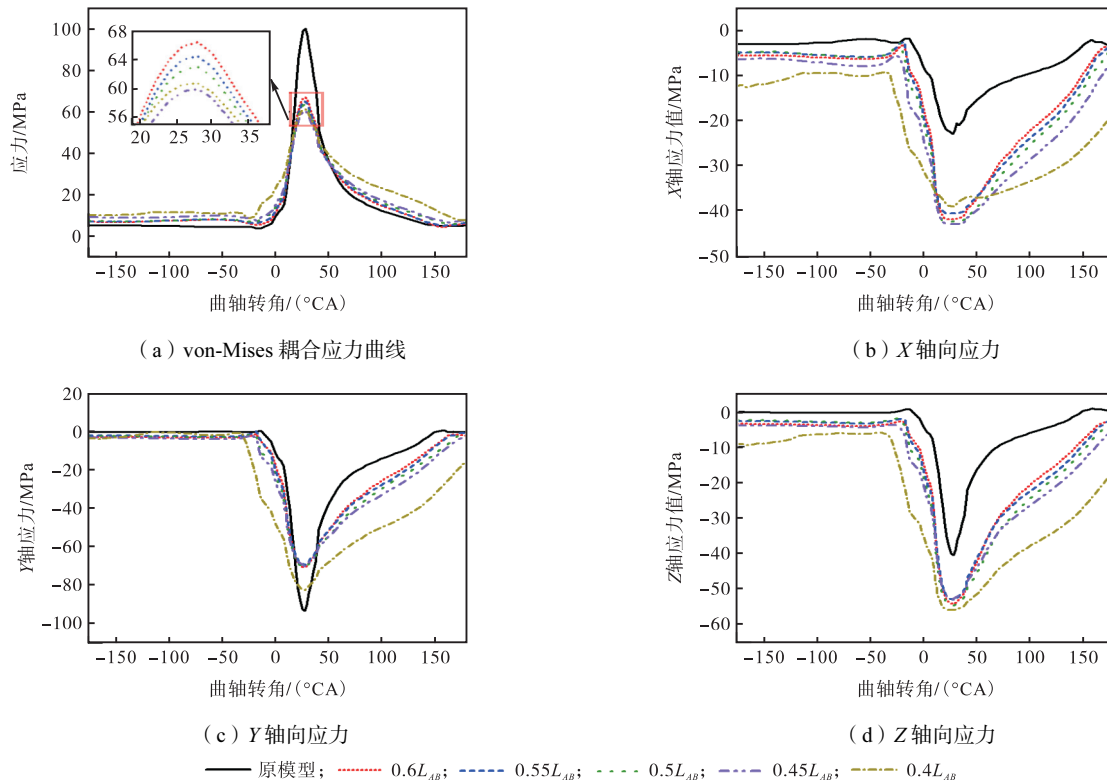 应力/MPa
100
80
60
40
20
0
68
64
60
56
20 25 30 35
−150 −100 −50 0 50 100 150
曲轴转角/(°CA)
（a）von-Mises 耦合应力曲线
X轴应力值/MPa
0
−10
−20
−30
−40
−50
−150 −100 −50 0 50 100 150
曲轴转角/(°CA)
（b）X 轴向应力
Y轴应力/MPa
20
0
−20
−40
−60
−80
−100
−150 −100 −50 0 50 100 150
曲轴转角/(°CA)
（c）Y 轴向应力
Z轴应力值/MPa
0
−10
−20
−30
−40
−50
−60
−150 −100 −50 0 50 100 150
曲轴转角/(°CA)
（d）Z 轴向应力
原模型； 0.6L_AB； 0.55L_AB； 0.5L_AB； 0.45L_AB； 0.4L_AB